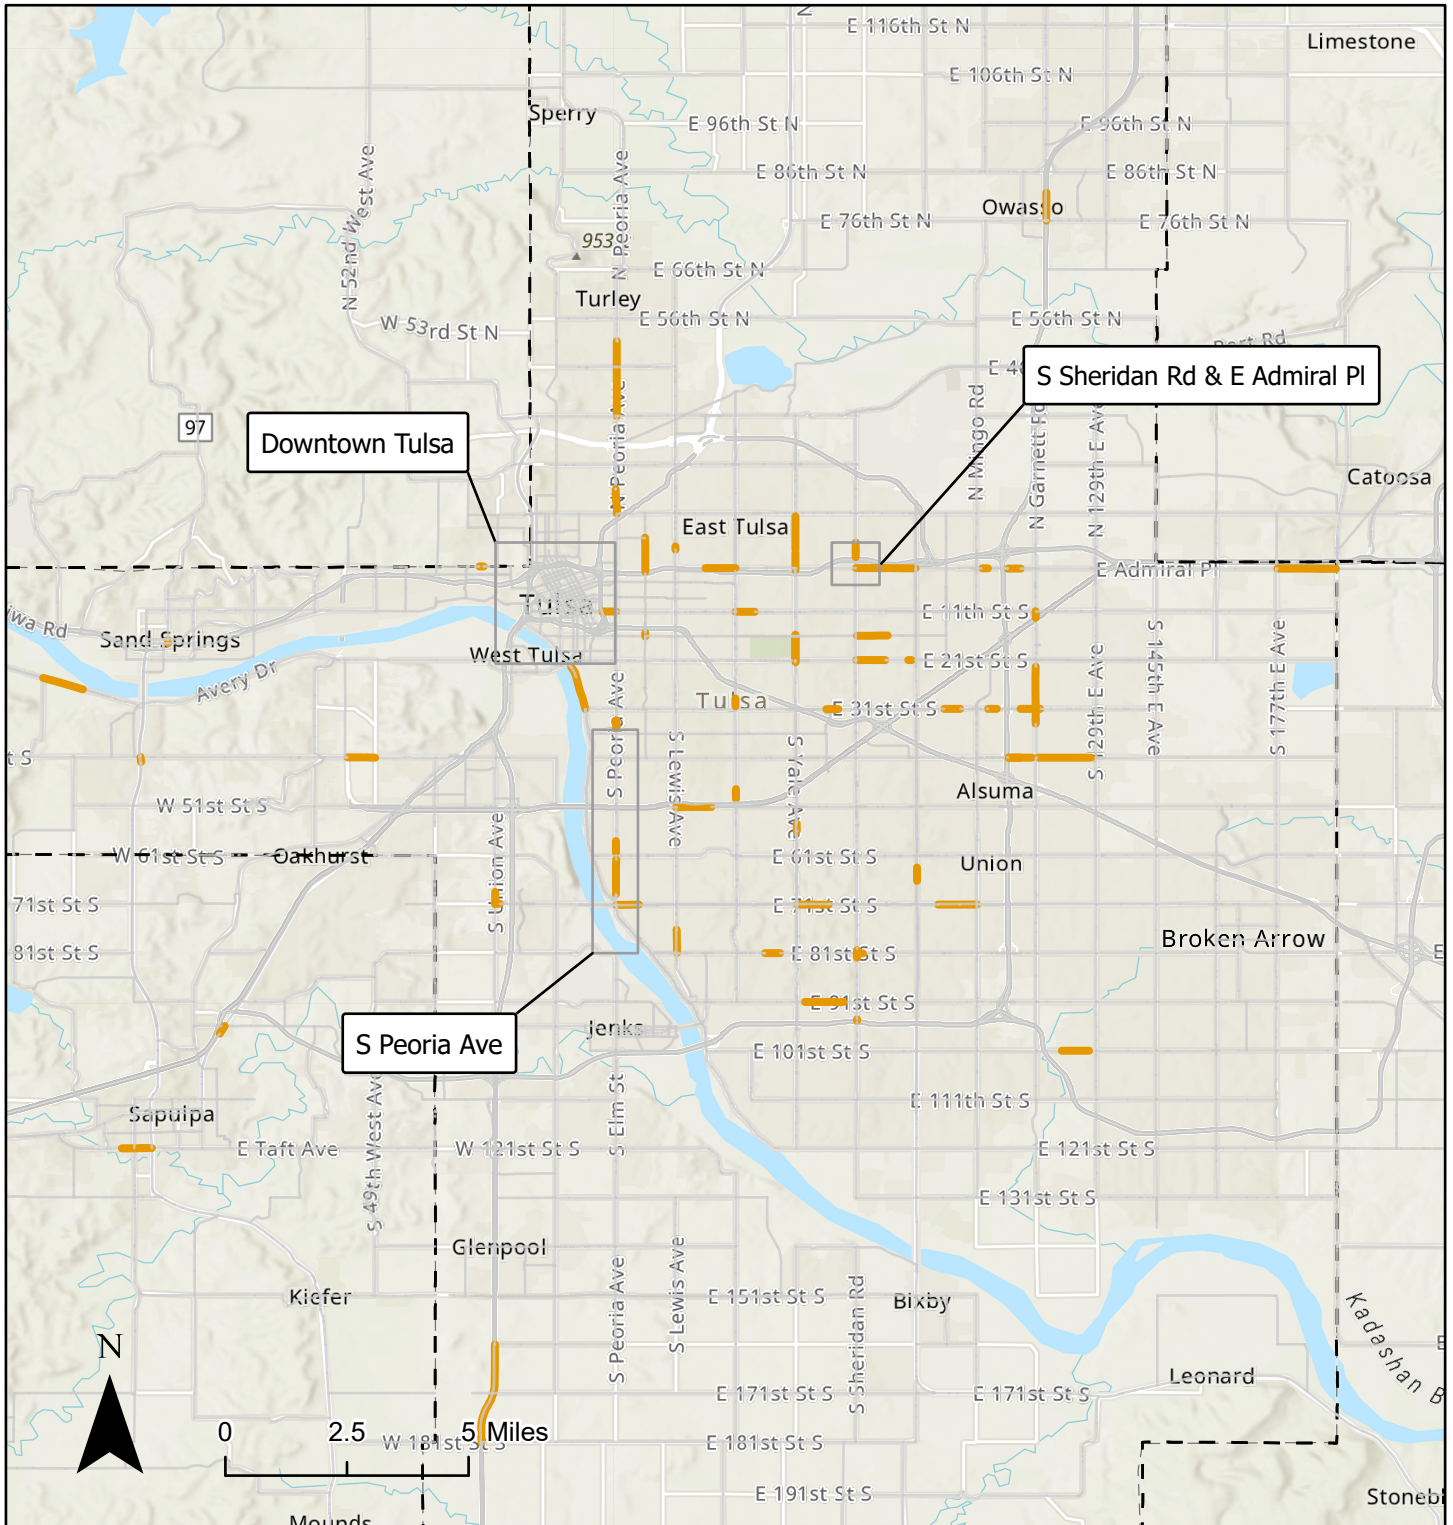 E 116th St N
Limestone
E 106th St N
Sperry
E 96th St N
E 96th St N
N 52nd West Ave
N Peoria Ave
E 86th St N
E 86th St N
Owasso
E 76th St N
E 76th St N
953
E 66th St N
Turley
E 56th St N
E 56th St N
W 53rd St N
Port Rd
S Sheridan Rd & E Admiral Pl
97
Downtown Tulsa
N Peoria Ave
N Mingo Rd
N Garnett Rd
N 129th E Ave
Catoosa
East Tulsa
E Admiral Pl
Tulsa
E 11th St S
Sand Springs
West Tulsa
E 21st St S
Avery Dr
S 129th E Ave
S 145th E Ave
S 177th E Ave
Tulsa
E 31st St S
S Peoria Ave
S Lewis Ave
S Yale Ave
t S
Alsuma
W 51st St S
W 61st St S
Oakhurst
E 61st St S
Union
S Union Ave
71st St S
E 71st St S
Broken Arrow
81st St S
E 81st St S
E
E 91st St S
Jenks
S Peoria Ave
E 101st St S
S 49th West Ave
S Elm St
E 111th St S
Sapulpa
E Taft Ave
W 121st St S
E 121st St S
E 131st St S
Glenpool
S Peoria Ave
S Lewis Ave
S Sheridan Rd
Kiefer
E 151st St S
Bixby
Kadashan B
N
Leonard
E 171st St S
E 171st St S
0 2.5 5 Miles
W 181st St S
E 181st St S
E 191st St S
Stonebl
Mounds